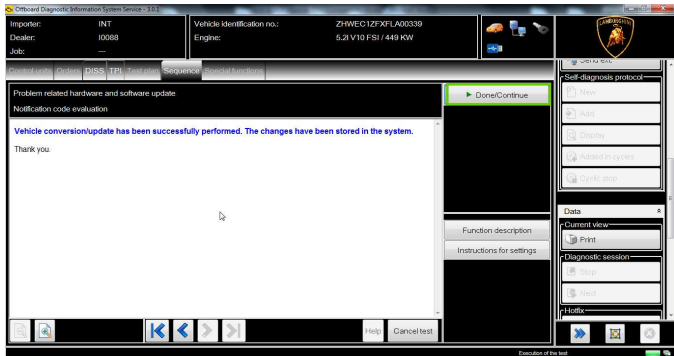 Offboard Diagnostic Information System Service - 3.0.1
Importer: INT
Dealer: I0088
Job: ---
Vehicle identification no.: ZHWEC1ZFXFLA00339
Engine: 5.2l V10 FSI / 449 KW
LAMBORGHINI
Control units Orders DISS TPI Test plan Sequence Special functions
Problem related hardware and software update
Notification code evaluation
Done/Continue
Vehicle conversion/update has been successfully performed. The changes have been stored in the system.
Thank you.
Function description
Instructions for settings
Help
Cancel test
Send ext.
Self-diagnosis protocol
New
Add
Display
Added in cycles
Cyclic stop
Data
Current view
Print
Diagnostic session
Stop
Next
Hotfix
Execution of the test